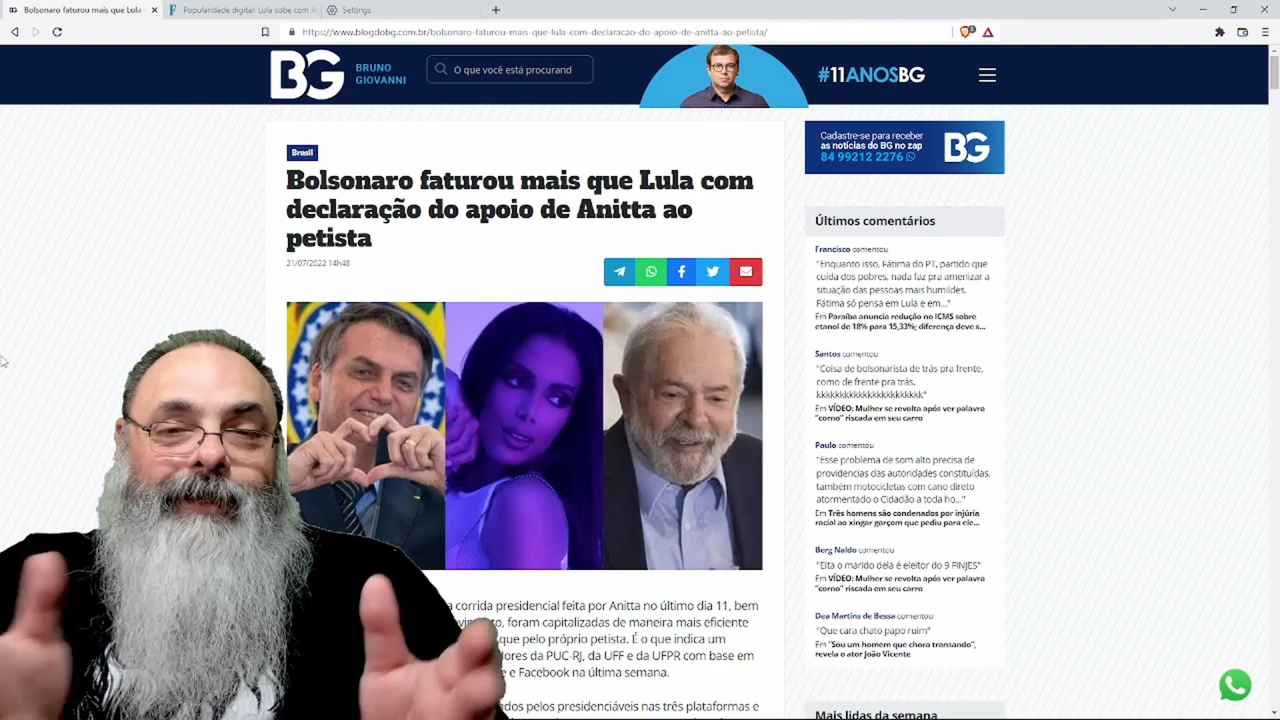 Bolsonaro faturou mais que Lula
Popularidade digital: Lula sobe com A
Settings
https://www.blogdobg.com.br/bolsonaro-faturou-mais-que-lula-com-declaracao-do-apoio-de-anitta-ao-petista/
BG BRUNO
GIOVANNI
O que você está procurand
#11ANOSBG
Brasil
Bolsonaro faturou mais que Lula com
declaração do apoio de Anitta ao
petista
21/07/2022 14h48
a corrida presidencial feita por Anitta no último dia 11, bem
, foram capitalizadas de maneira mais eficiente
que pelo próprio petista. É o que indica um
dores da PUC-RJ, da UFF e da UFPR com base em
e e Facebook na última semana.
dos pelos presidenciáveis nas três plataformas e
Cadastre-se para receber
as notícias do BG no zap
84 99212 2276
BG
Últimos comentários
Francisco comentou
"Enquanto isso, Fátima do PT, partido que
cuida dos pobres, nada faz pra amenizar a
situação das pessoas mais humildes.
Fátima só pensa em Lula e em..."
Em Paraíba anuncia redução no ICMS sobre
etanol de 18% para 15,33%; diferença deve s...
Santos comentou
"Coisa de bolsonarista de trás pra frente,
como de frente pra trás.
kkkkkkkkkkkkkkkkkkkkkk"
Em VÍDEO: Mulher se revolta após ver palavra
"corno" riscada em seu carro
Paulo comentou
"Esse problema de som alto precisa de
providencias das autoridades constituídas,
também motocicletas com cano direto
atormentado o Cidadão a toda ho..."
Em Três homens são condenados por injúria
racial ao xingar garçom que pediu para ele...
Berg Naldo comentou
"Eita o marido dela é eleitor do 9 FINJES"
Em VÍDEO: Mulher se revolta após ver palavra
"corno" riscada em seu carro
Dea Martins de Bessa comentou
"Que cara chato papo ruim"
Em "Sou um homem que chora transando",
revela o ator João Vicente
Mais lidas da semana